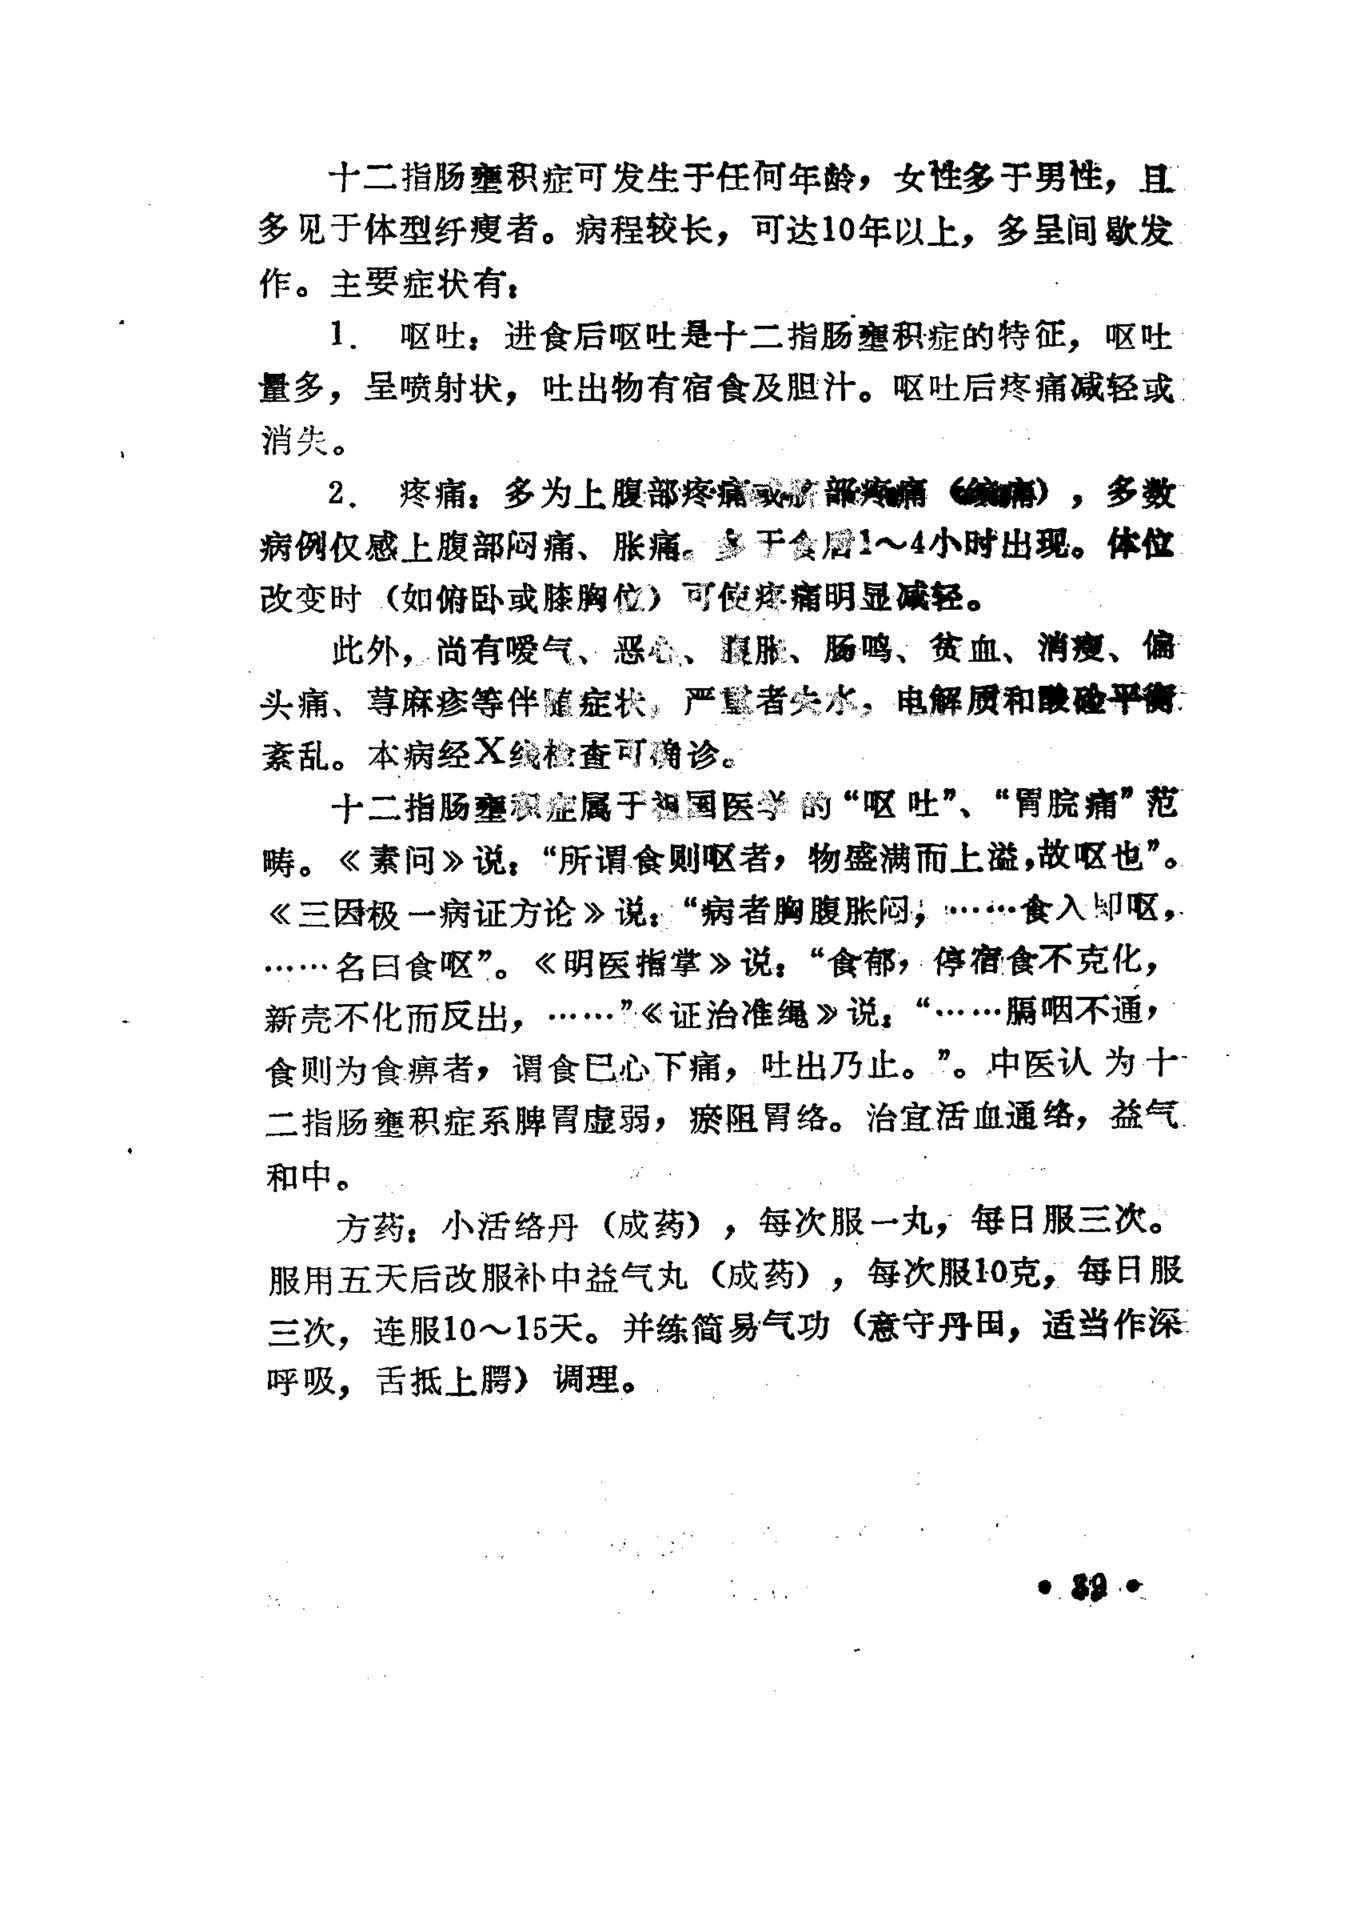 十二指肠壅积症可发生于任何年龄，女性多于男性，且
多见于体型纤瘦者。病程较长，可达10年以上，多呈间歇发
作。主要症状有：
1. 呕吐：进食后呕吐是十二指肠壅积症的特征，呕吐
量多，呈喷射状，吐出物有宿食及胆汁。呕吐后疼痛减轻或
消失。
2. 疼痛：多为上腹部疼痛或脐部疼痛（绞痛），多数
病例仅感上腹部闷痛、胀痛。多于食后1～4小时出现。体位
改变时（如俯卧或膝胸位）可使疼痛明显减轻。
此外，尚有嗳气、恶心、腹胀、肠鸣、贫血、消瘦、偏
头痛、荨麻疹等伴随症状，严重者失水，电解质和酸硷平衡
紊乱。本病经X线检查可确诊。
十二指肠壅积症属于祖国医学的“呕吐”、“胃脘痛”范
畴。《素问》说：“所谓食则呕者，物盛满而上溢，故呕也”。
《三因极一病证方论》说：“病者胸腹胀闷，……食入即呕，
……名曰食呕”。《明医指掌》说：“食郁，停宿食不克化，
新壳不化而反出，……”《证治准绳》说：“……膈咽不通，
食则为食痹者，谓食已心下痛，吐出乃止。”。中医认为十
二指肠壅积症系脾胃虚弱，瘀阻胃络。治宜活血通络，益气
和中。
方药：小活络丹（成药），每次服一丸，每日服三次。
服用五天后改服补中益气丸（成药），每次服10克，每日服
三次，连服10～15天。并练简易气功（意守丹田，适当作深
呼吸，舌抵上腭）调理。